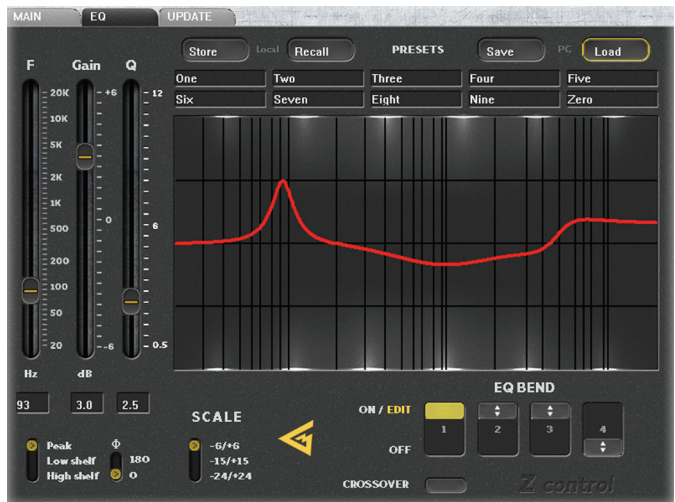 MAIN EQ UPDATE
Store Local Recall PRESETS Save PC Load
F Gain Q
One Two Three Four Five
Six Seven Eight Nine Zero
20K +6 12
10K
5K
2K
1K 0 6
500
200
100
50
20 -6 0.5
Hz dB
93 3.0 2.5
EQ BEND
SCALE
ON / EDIT
1 2 3 4
OFF
Peak Φ -6/+6
Low shelf 180 -15/+15
High shelf 0 -24/+24
CROSSOVER Z control